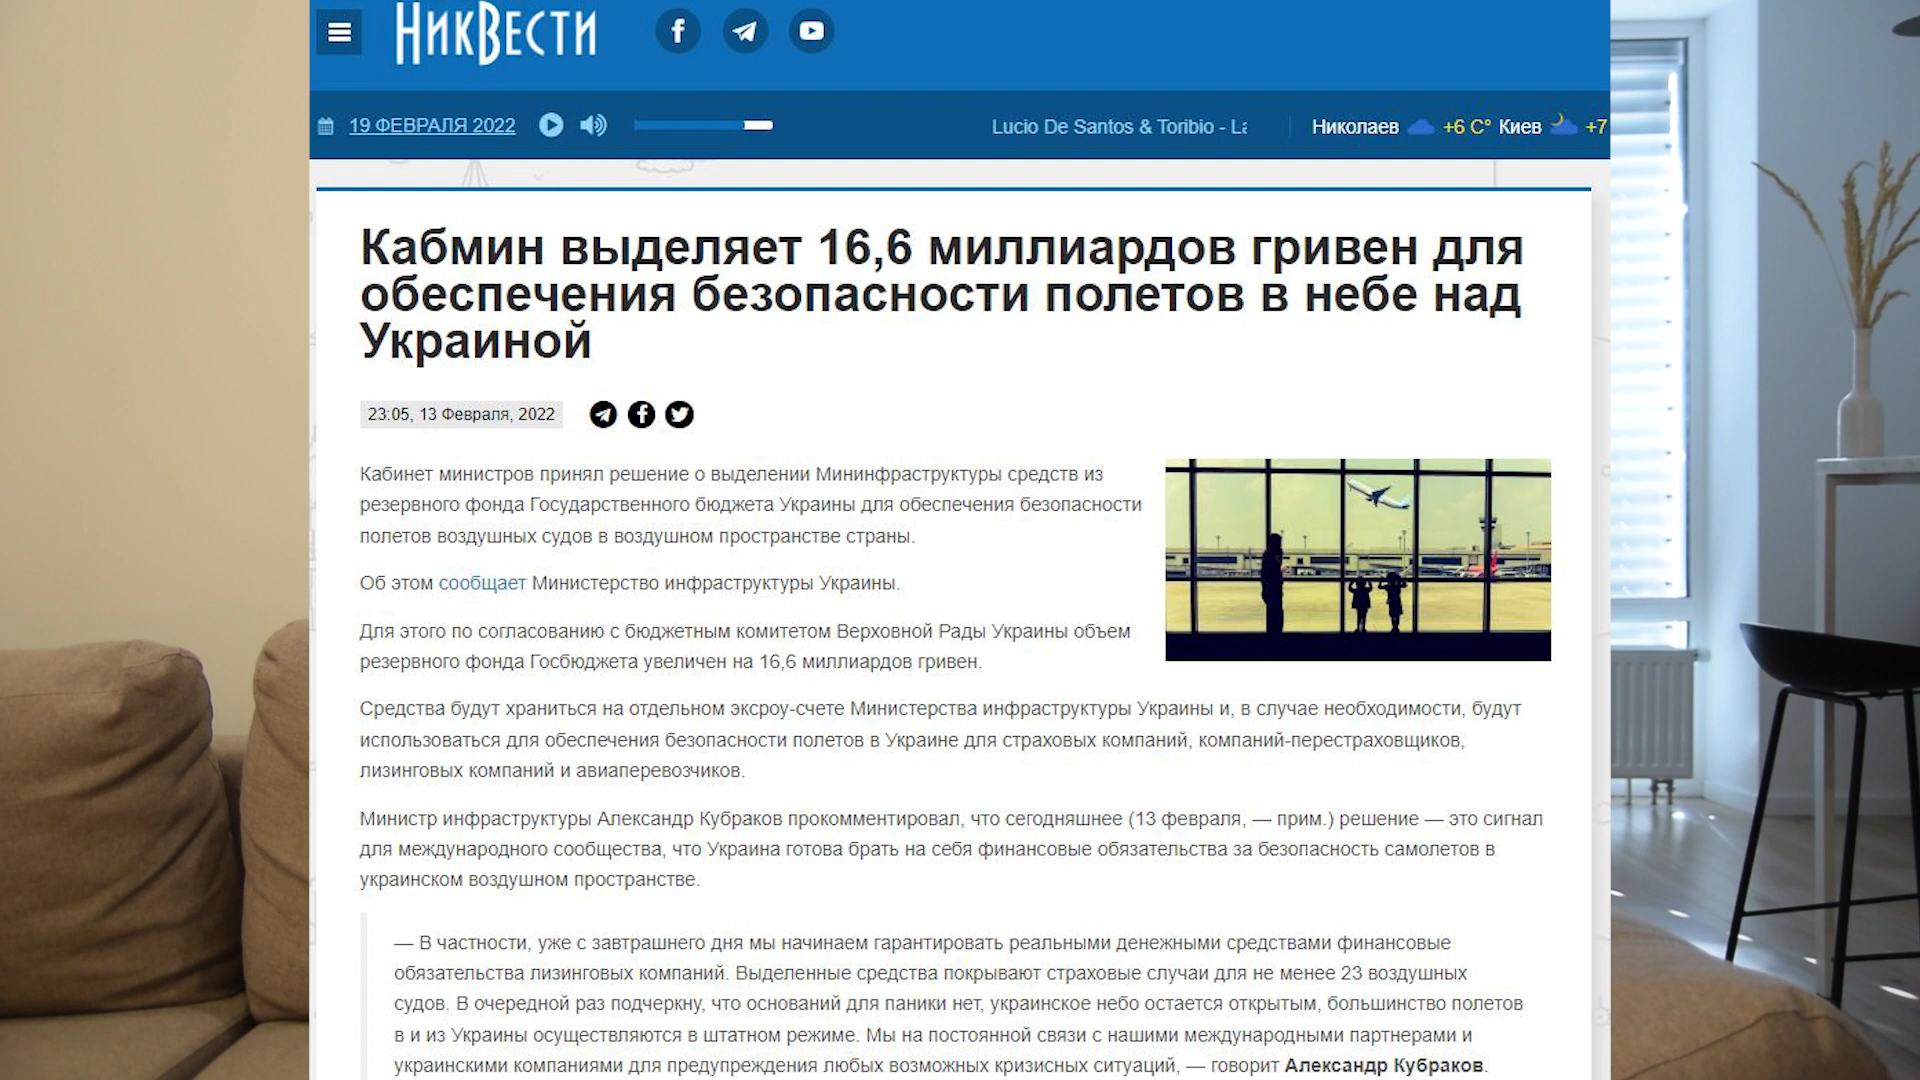 НикВести
19 ФЕВРАЛЯ 2022
Lucio De Santos & Toribio - La
Николаев +6 C° Киев +7
Кабмин выделяет 16,6 миллиардов гривен для
обеспечения безопасности полетов в небе над
Украиной
23:05, 13 Февраля, 2022
Кабинет министров принял решение о выделении Мининфраструктуры средств из
резервного фонда Государственного бюджета Украины для обеспечения безопасности
полетов воздушных судов в воздушном пространстве страны.
Об этом сообщает Министерство инфраструктуры Украины.
Для этого по согласованию с бюджетным комитетом Верховной Рады Украины объем
резервного фонда Госбюджета увеличен на 16,6 миллиардов гривен.
Средства будут храниться на отдельном эксроу-счете Министерства инфраструктуры Украины и, в случае необходимости, будут
использоваться для обеспечения безопасности полетов в Украине для страховых компаний, компаний-перестраховщиков,
лизинговых компаний и авиаперевозчиков.
Министр инфраструктуры Александр Кубраков прокомментировал, что сегодняшнее (13 февраля, — прим.) решение — это сигнал
для международного сообщества, что Украина готова брать на себя финансовые обязательства за безопасность самолетов в
украинском воздушном пространстве.
— В частности, уже с завтрашнего дня мы начинаем гарантировать реальными денежными средствами финансовые
обязательства лизинговых компаний. Выделенные средства покрывают страховые случаи для не менее 23 воздушных
судов. В очередной раз подчеркну, что оснований для паники нет, украинское небо остается открытым, большинство полетов
в и из Украины осуществляются в штатном режиме. Мы на постоянной связи с нашими международными партнерами и
украинскими компаниями для предупреждения любых возможных кризисных ситуаций, — говорит Александр Кубраков.